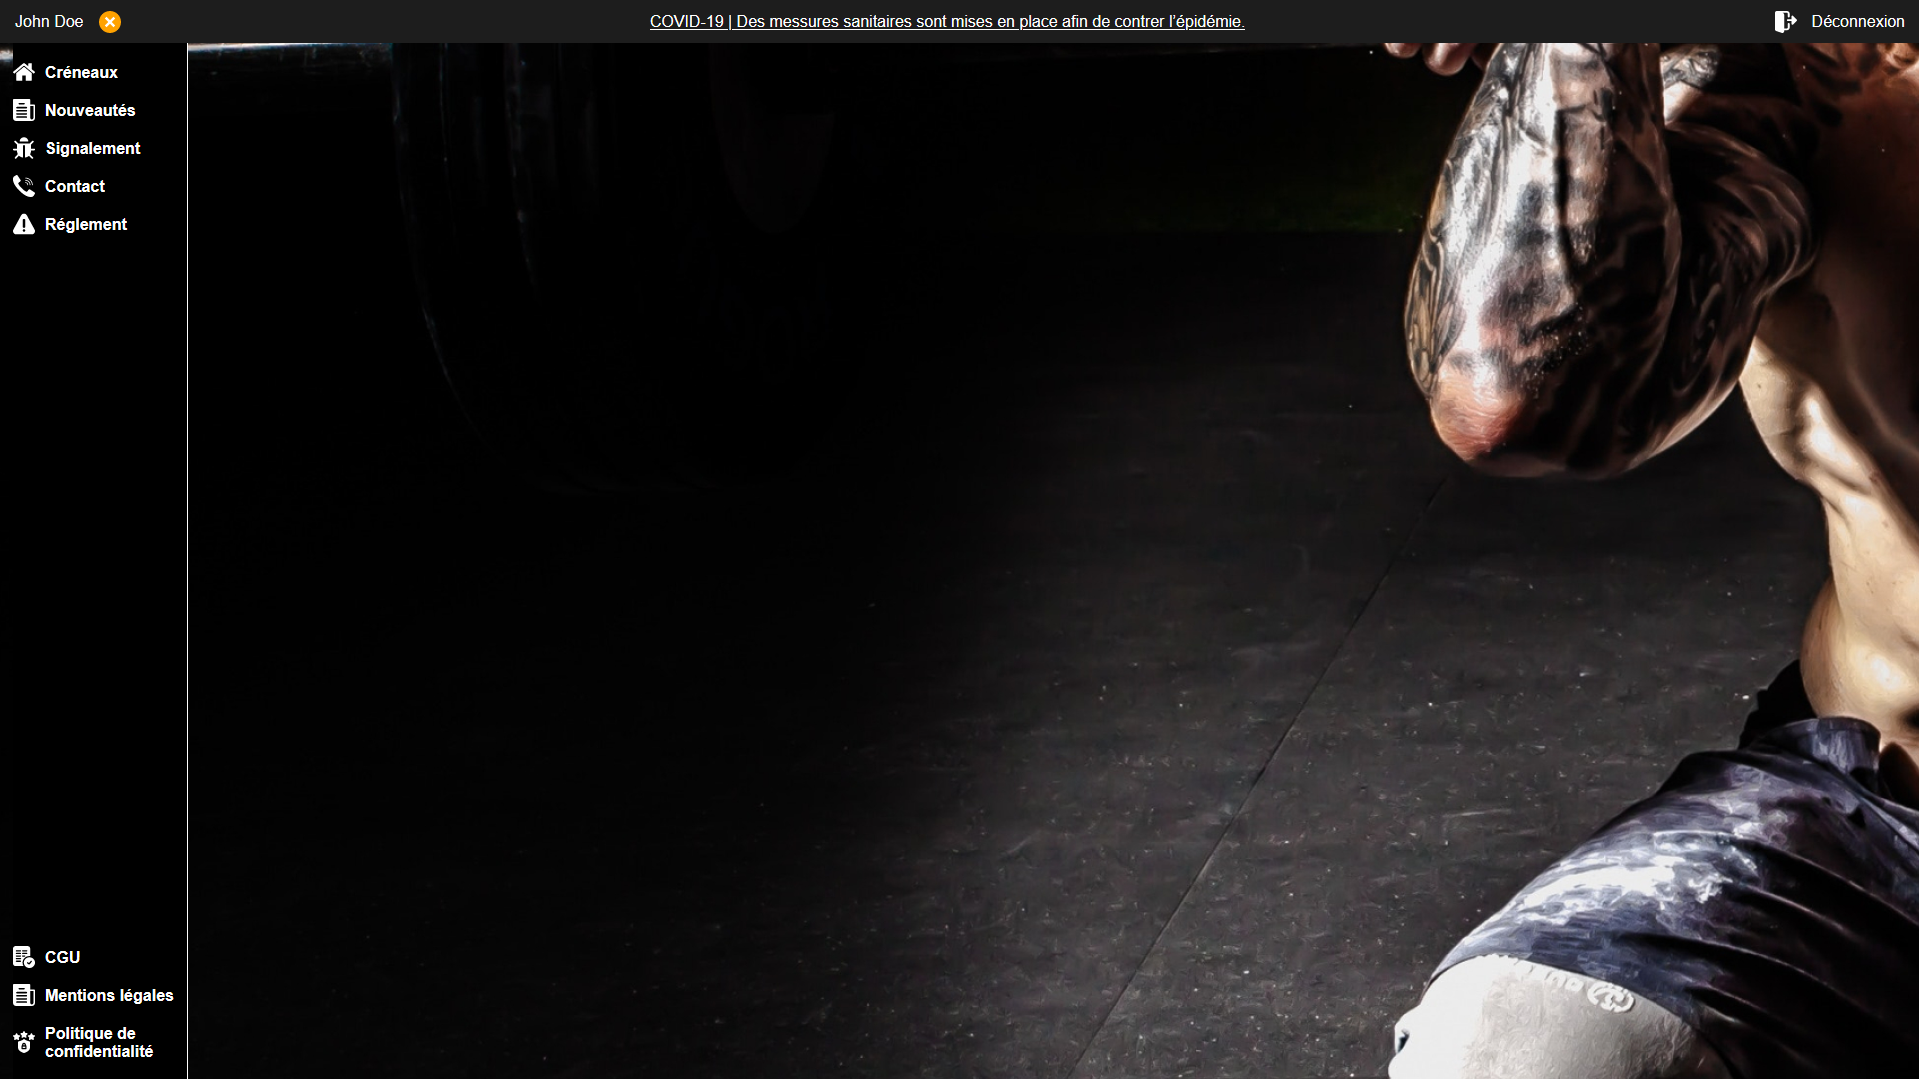 John Doe
COVID-19 | Des messures sanitaires sont mises en place afin de contrer l'épidémie.
Déconnexion
Créneaux
Nouveautés
Signalement
Contact
Réglement
CGU
Mentions légales
Politique de
confidentialité